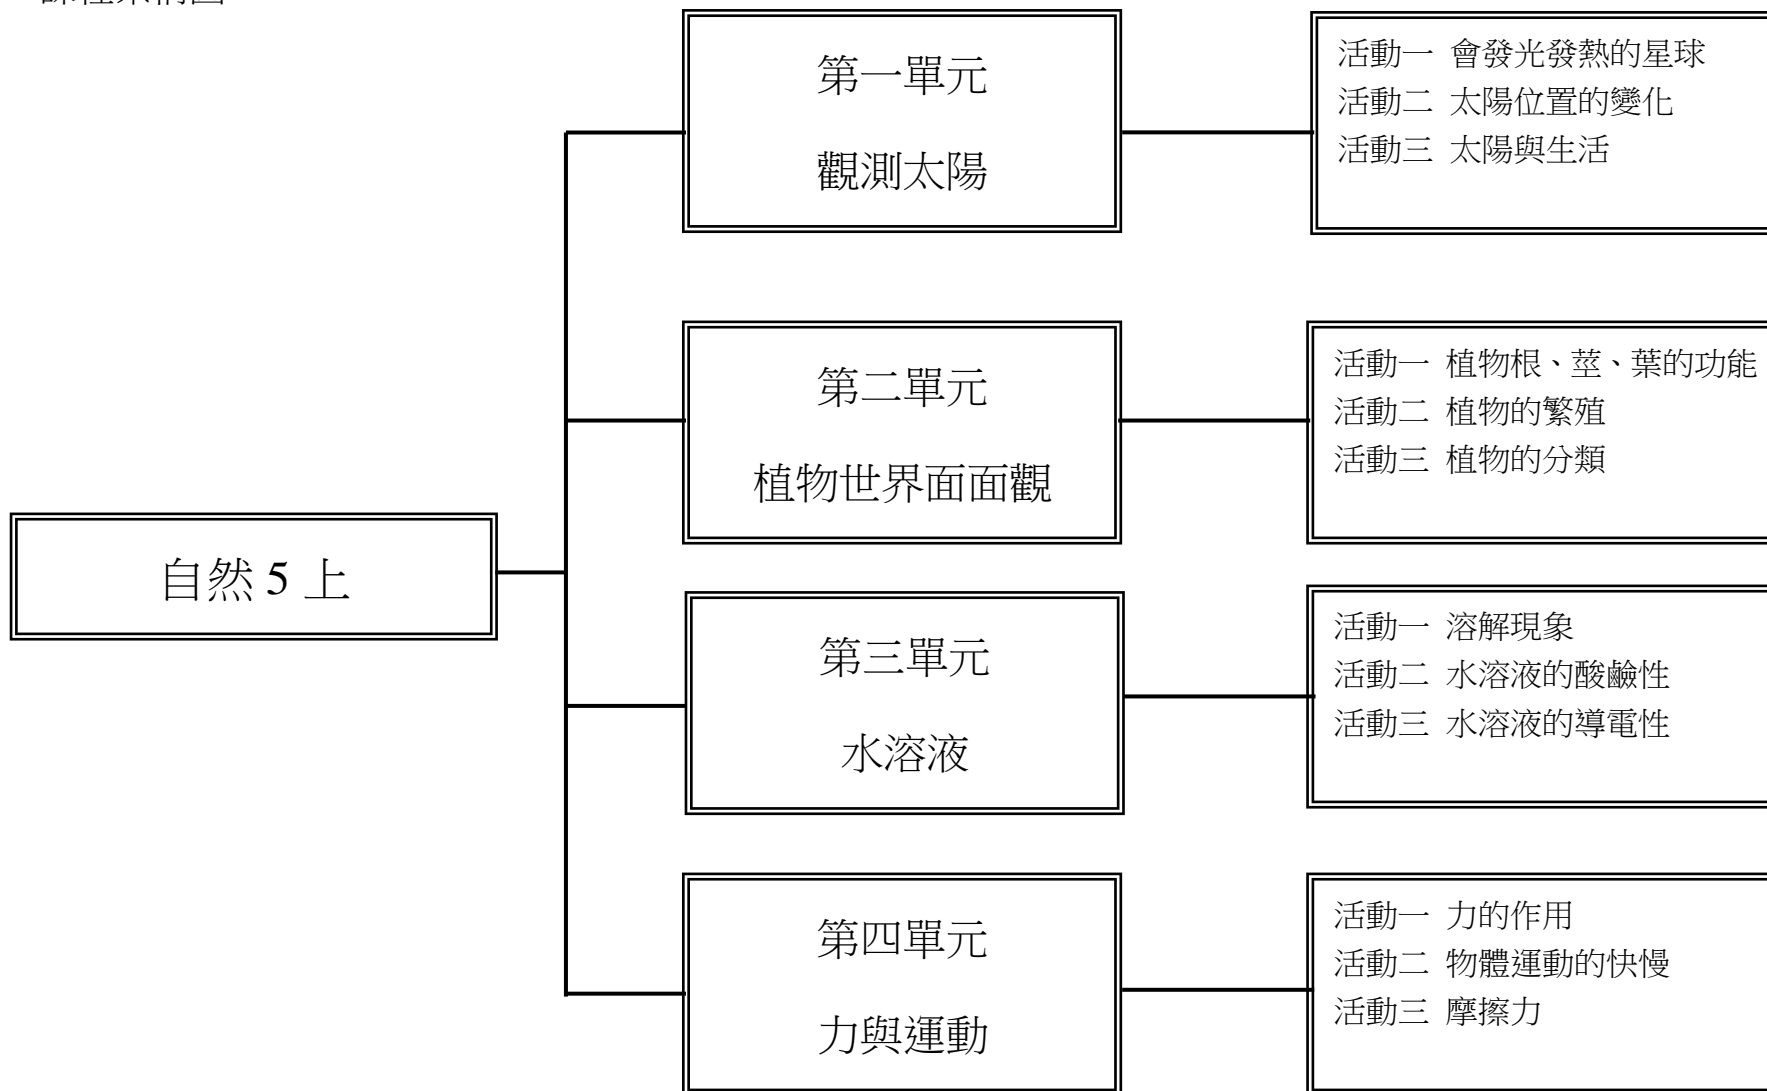 自然 5 上
第一單元
觀測太陽
活動一 會發光發熱的星球
活動二 太陽位置的變化
活動三 太陽與生活
第二單元
植物世界面面觀
活動一 植物根、莖、葉的功能
活動二 植物的繁殖
活動三 植物的分類
第三單元
水溶液
活動一 溶解現象
活動二 水溶液的酸鹼性
活動三 水溶液的導電性
第四單元
力與運動
活動一 力的作用
活動二 物體運動的快慢
活動三 摩擦力